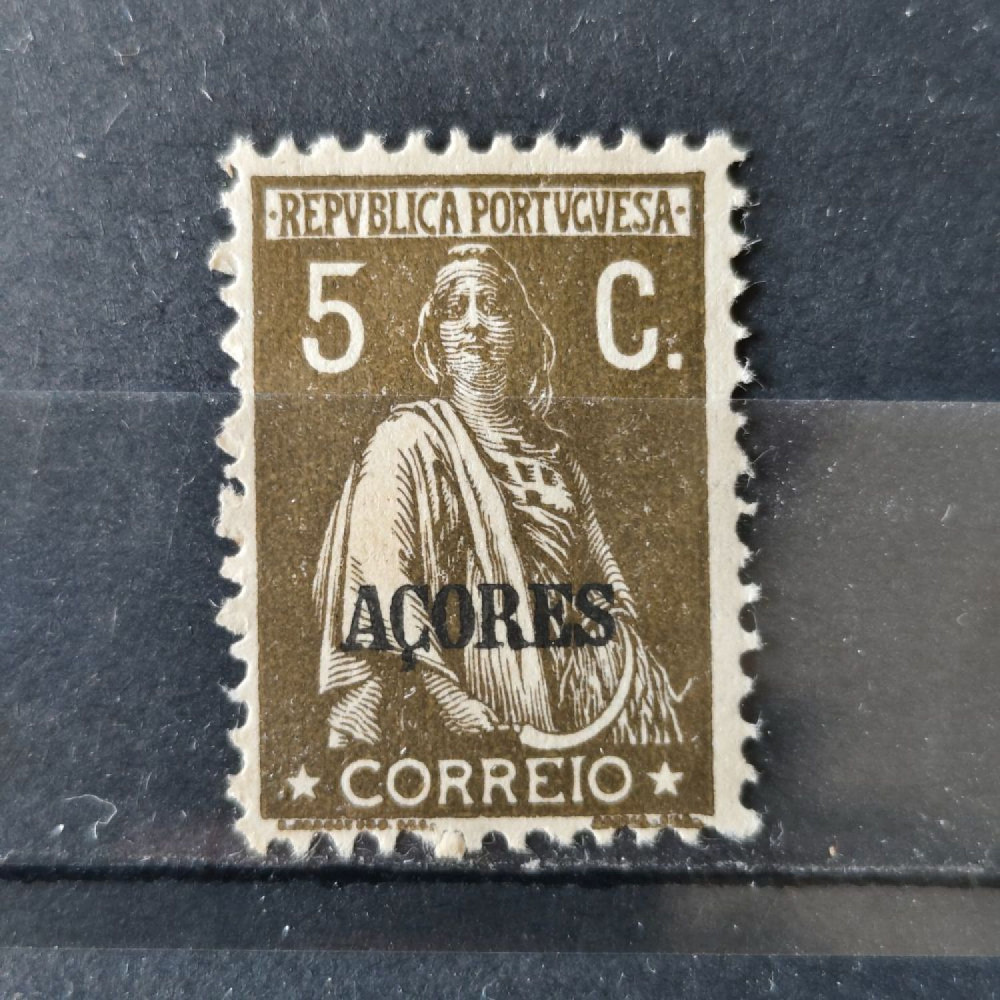 ·REPVBLICA PORTVGVESA·
5 C.
AÇORES
CORREIO